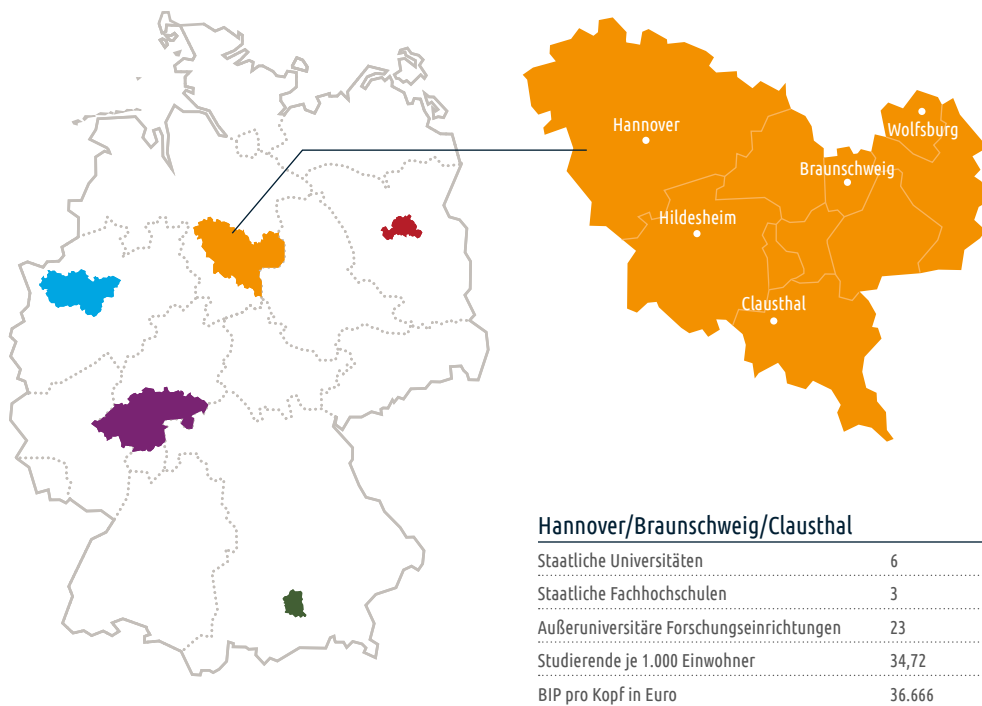 Hannover
Wolfsburg
Braunschweig
Hildesheim
Clausthal
Hannover/Braunschweig/Clausthal
Staatliche Universitäten 6
Staatliche Fachhochschulen 3
Außeruniversitäre Forschungseinrichtungen 23
Studierende je 1.000 Einwohner 34,72
BIP pro Kopf in Euro 36.666